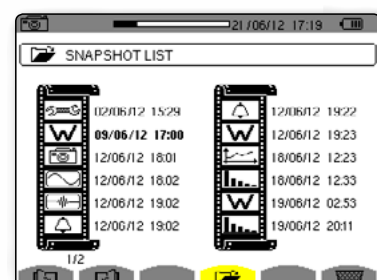 21/06/12 17:19
SNAPSHOT LIST
02/06/12 15:29
W 09/06/12 17:00
12/06/12 18:01
12/06/12 18:02
12/06/12 19:02
12/06/12 19:02
12/06/12 19:22
W 12/06/12 19:23
18/06/12 12:23
18/06/12 12:33
W 19/06/12 02:53
19/06/12 20:11
1/2